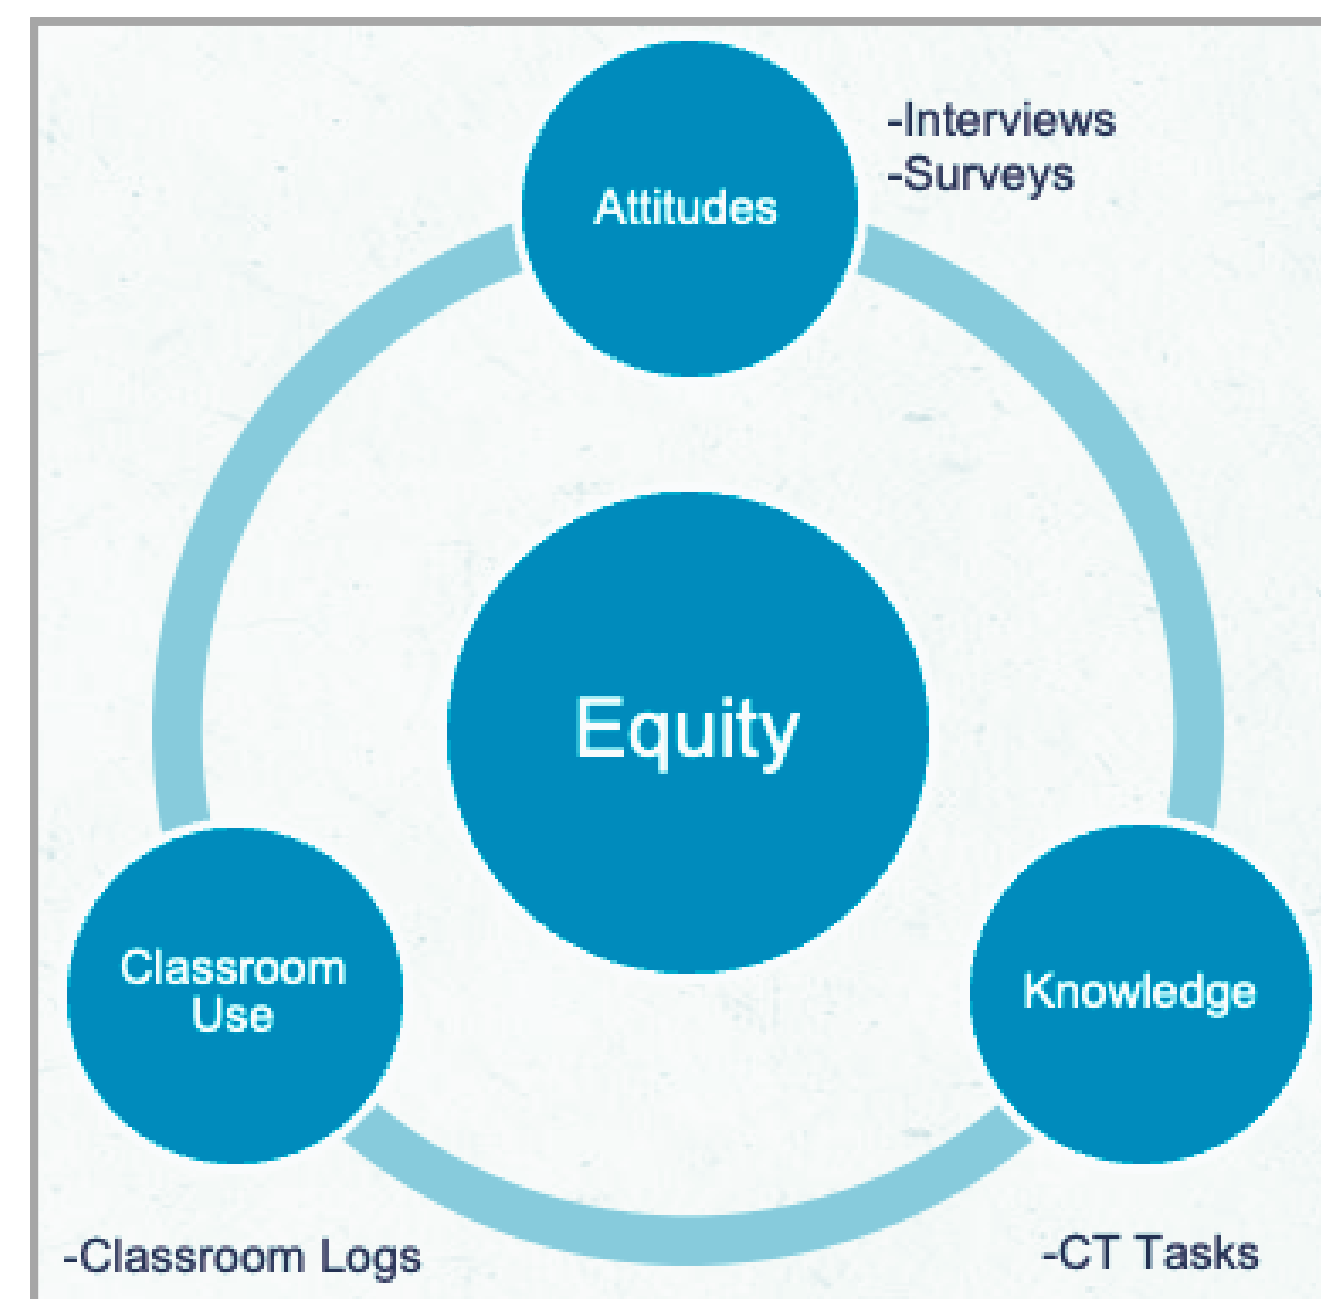 Attitudes
-Interviews
-Surveys
Equity
Classroom
Use
Knowledge
-Classroom Logs
-CT Tasks